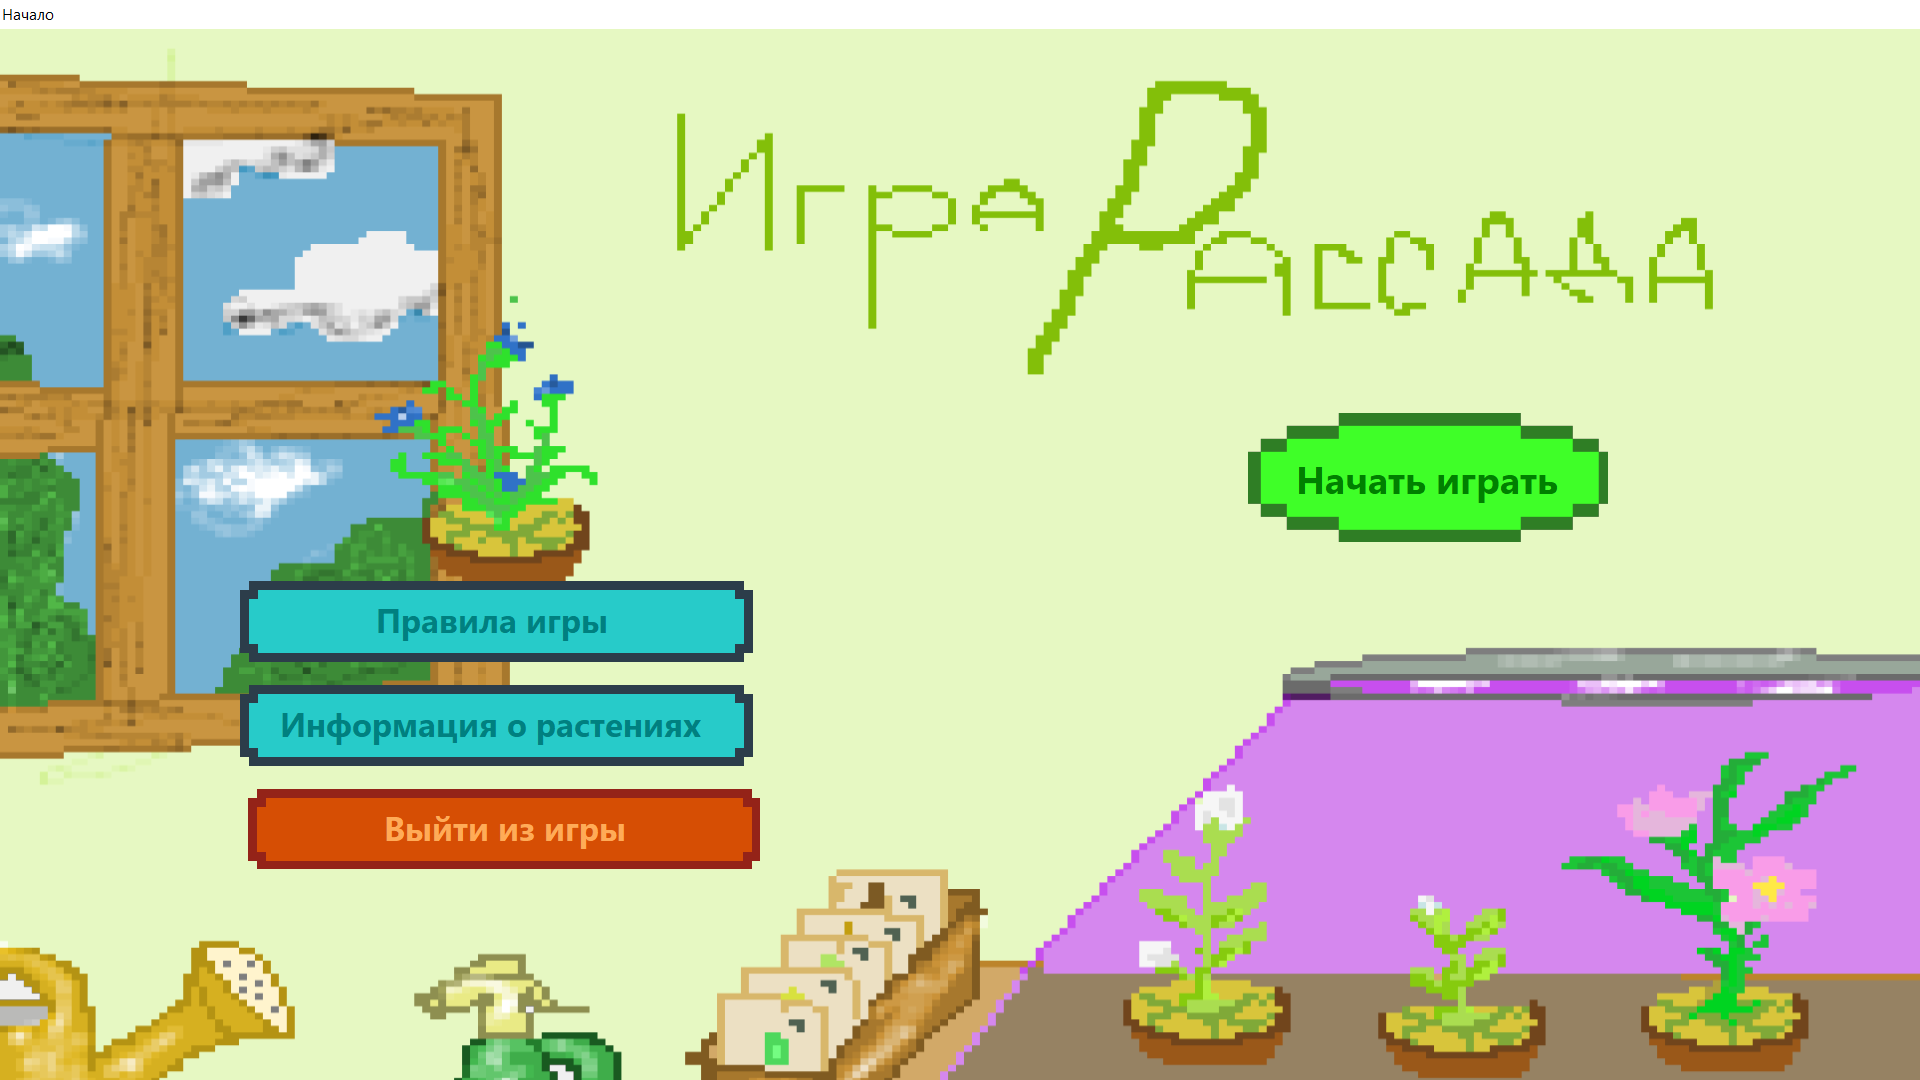 Начало
Игра Рассада
Начать играть
Правила игры
Информация о растениях
Выйти из игры